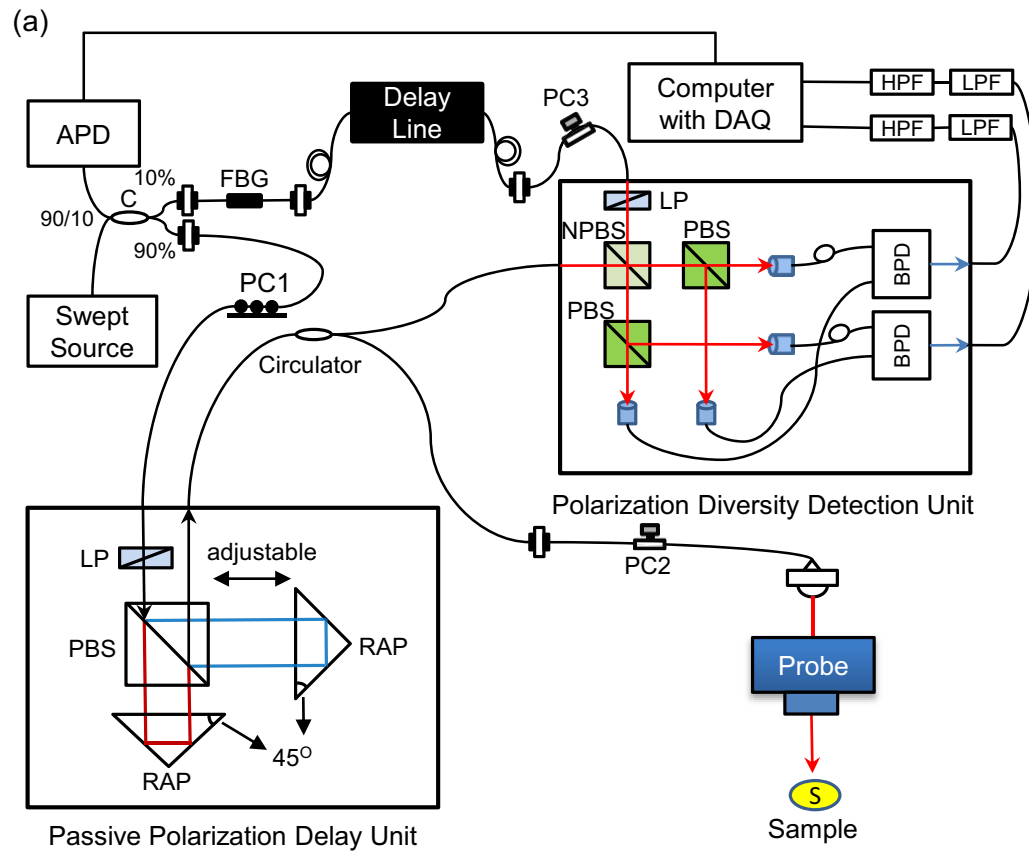 (a)
APD
C
10%
90/10
90%
FBG
Delay
Line
PC3
Computer
with DAQ
HPF
LPF
HPF
LPF
Swept
Source
PC1
Circulator
LP
NPBS
PBS
BPD
PBS
BPD
Polarization Diversity Detection Unit
LP
adjustable
PBS
RAP
45O
RAP
Passive Polarization Delay Unit
PC2
Probe
S
Sample